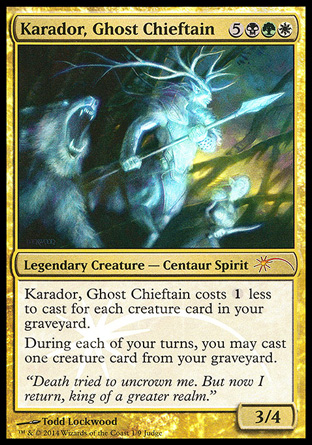 Karador, Ghost Chieftain 5
Legendary Creature — Centaur Spirit
Karador, Ghost Chieftain costs 1 less
to cast for each creature card in your
graveyard.
During each of your turns, you may cast
one creature card from your graveyard.
“Death tried to uncrown me. But now I
return, king of a greater realm.”
Todd Lockwood
™ & © 2014 Wizards of the Coast 1/9 Judge
3/4